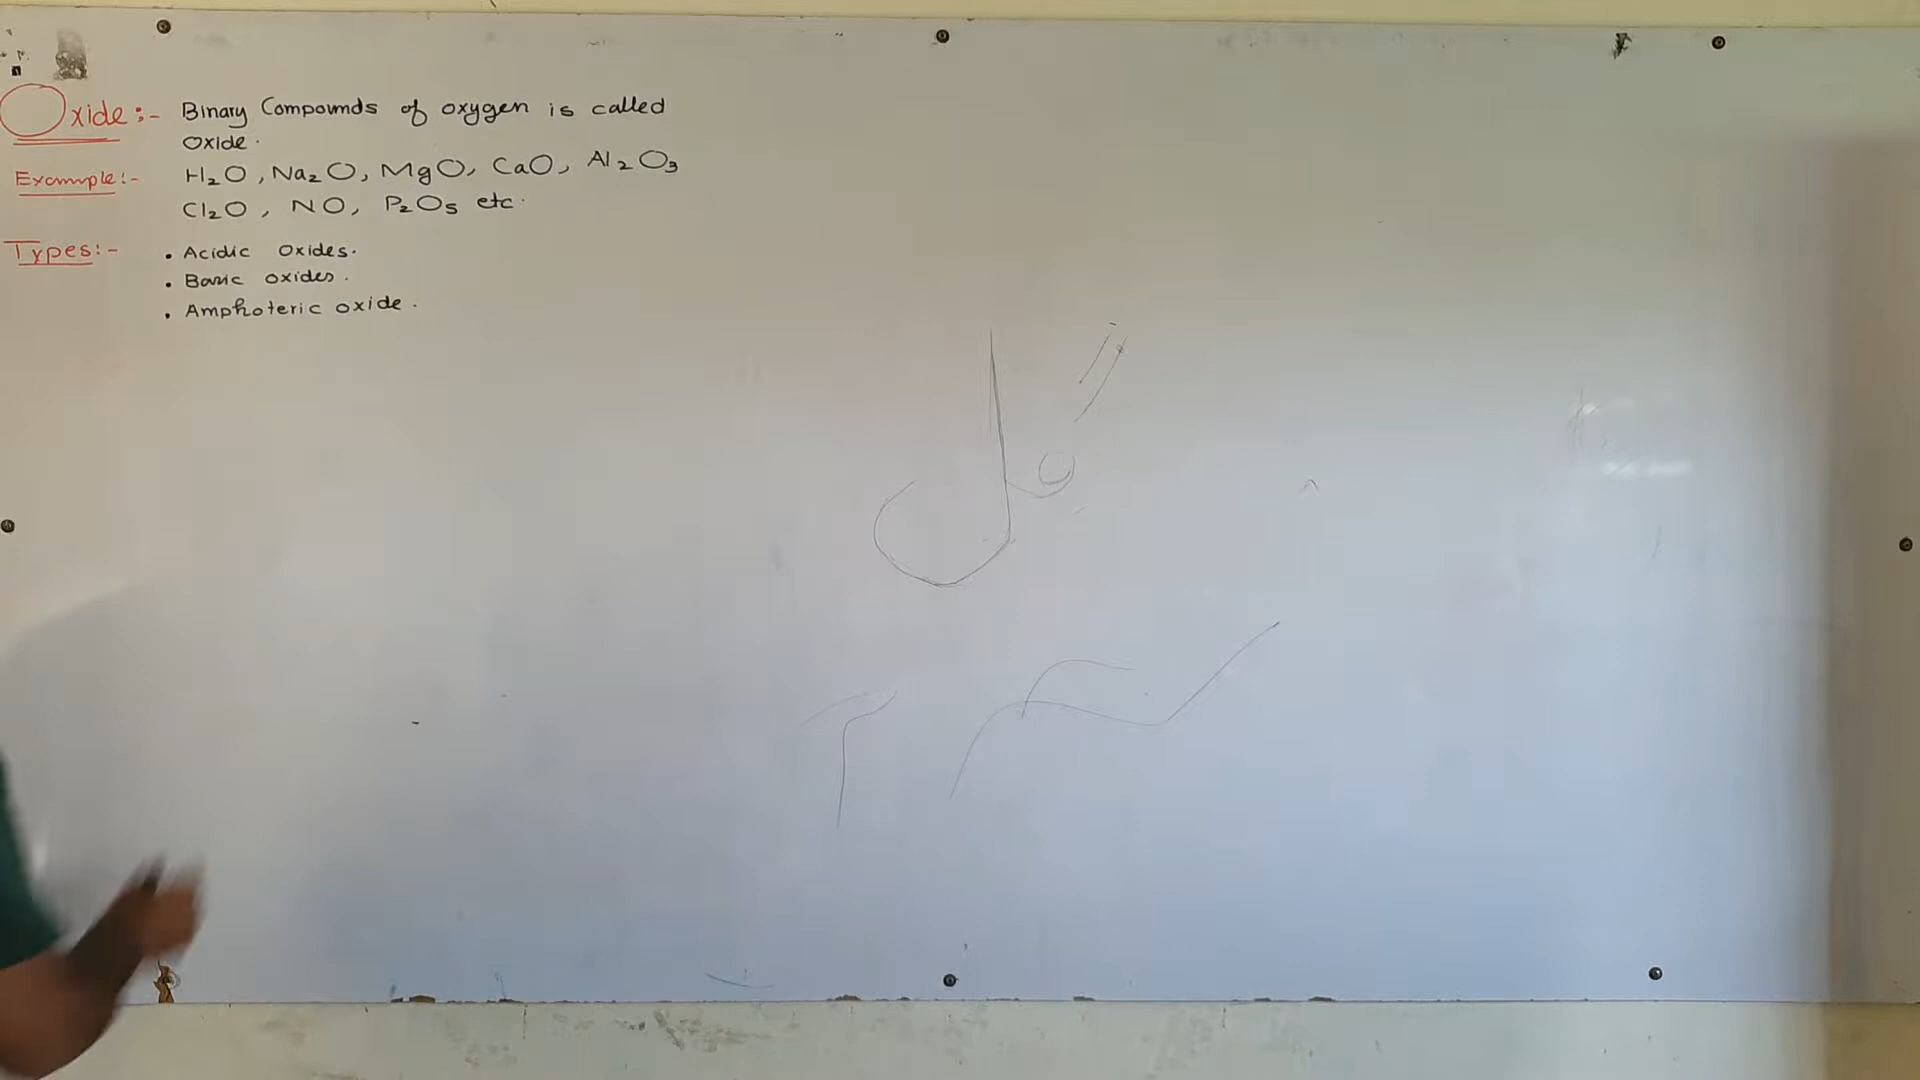 Oxide:- Binary Compounds of oxygen is called
oxide.
Example:- H₂O, Na₂O, MgO, CaO, Al₂O₃
Cl₂O, NO, P₂O₅ etc.
Types:- • Acidic oxides.
• Basic oxides.
• Amphoteric oxide.